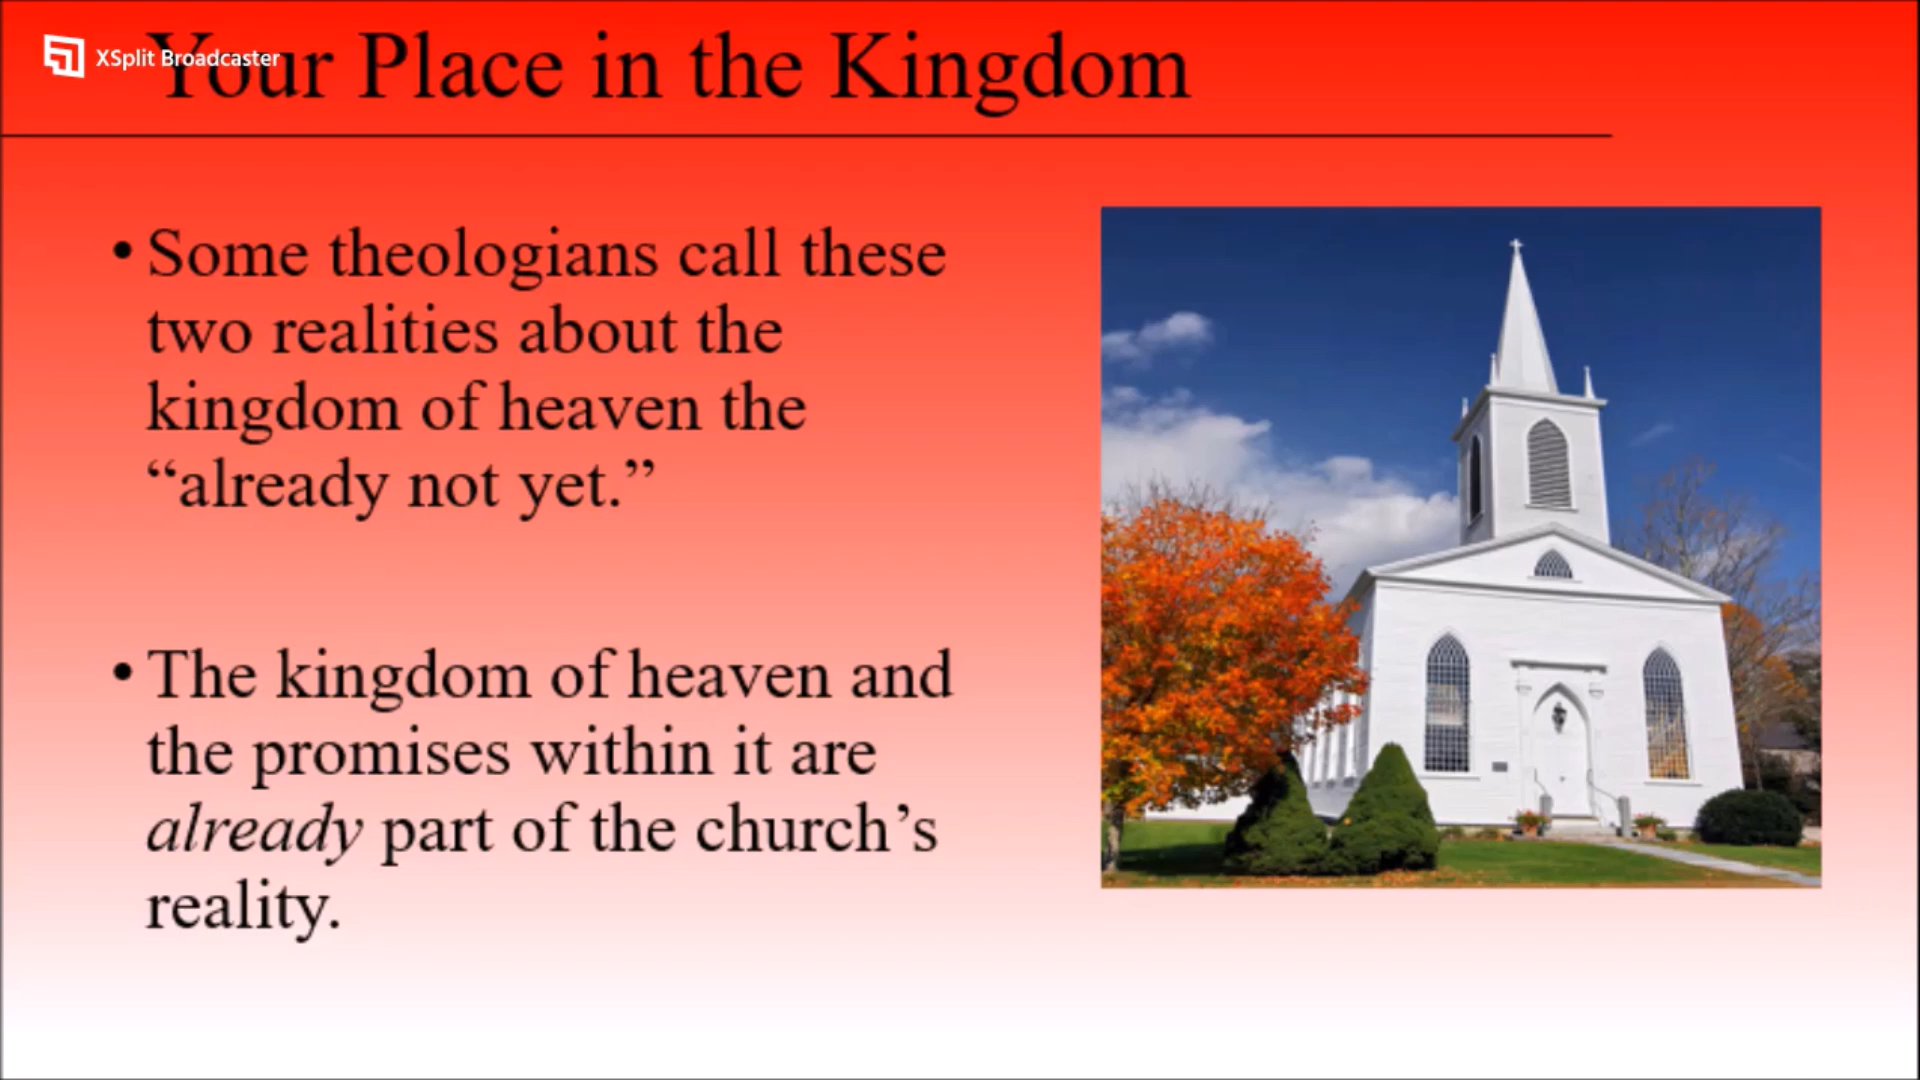 XSplit Broadcaster
Your Place in the Kingdom
• Some theologians call these
two realities about the
kingdom of heaven the
“already not yet.”
• The kingdom of heaven and
the promises within it are
already part of the church’s
reality.